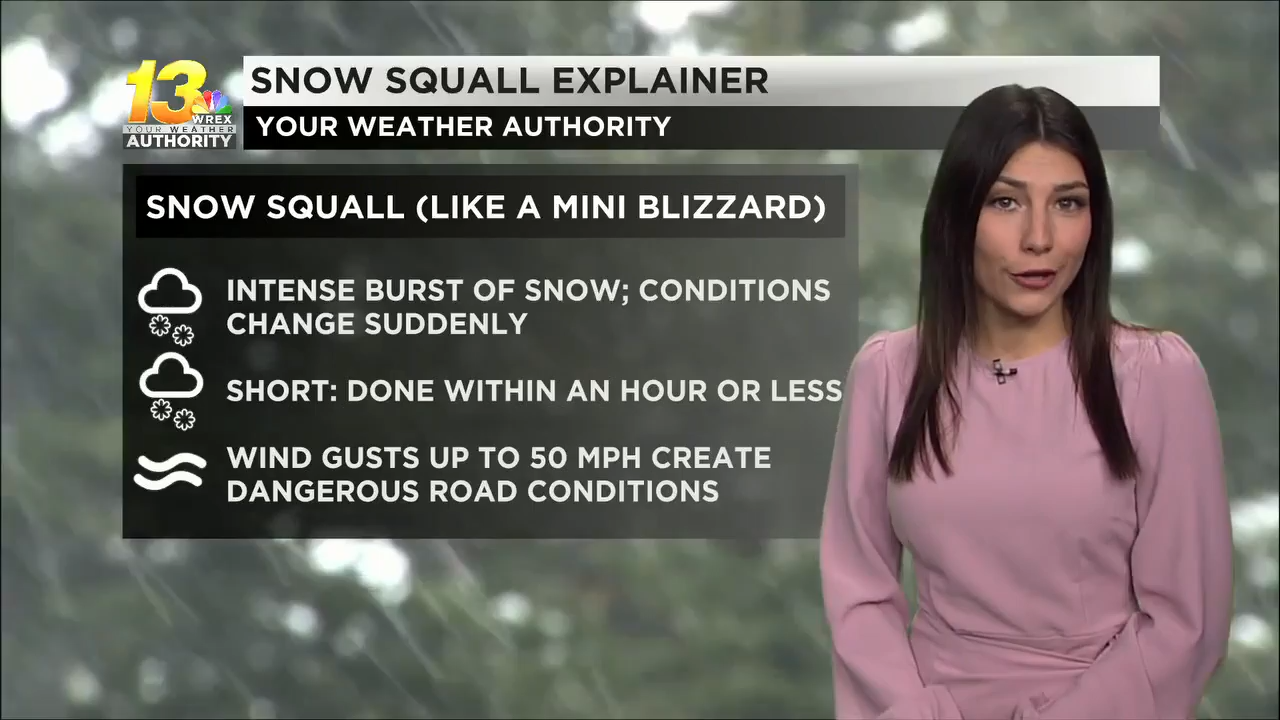 13
WREX
YOUR WEATHER
AUTHORITY
SNOW SQUALL EXPLAINER
YOUR WEATHER AUTHORITY
SNOW SQUALL (LIKE A MINI BLIZZARD)
INTENSE BURST OF SNOW; CONDITIONS
CHANGE SUDDENLY
SHORT: DONE WITHIN AN HOUR OR LESS
WIND GUSTS UP TO 50 MPH CREATE
DANGEROUS ROAD CONDITIONS